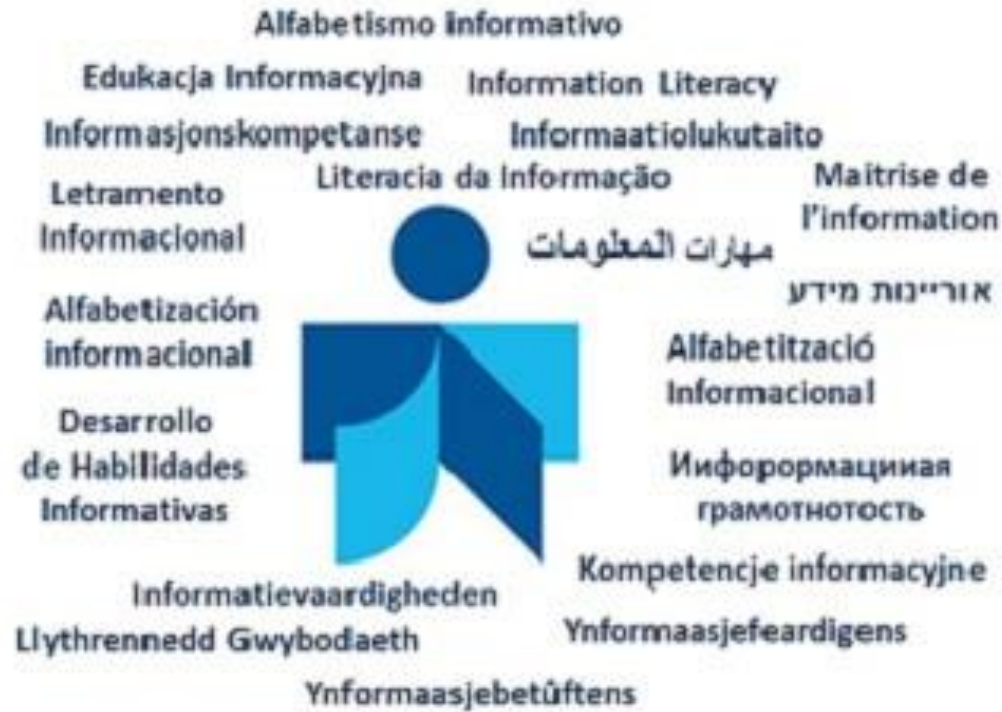 Alfabetismo informativo
Edukacja Informacyjna
Information Literacy
Informasjonskompetanse
Informaatiolukutaito
Literacia da Informação
Letramento
Informacional
Maitrise de
l'information
مهارات المعلومات
אוריינות מידע
Alfabetización
informacional
Alfabetització
Informacional
Desarrollo
de Habilidades
Informativas
Иифорормациииая
грамотнотость
Kompetencje informacyjne
Informatievaardigheden
Ynformaasjefeardigens
Llythrennedd Gwybodaeth
Ynformaasjebetûftens